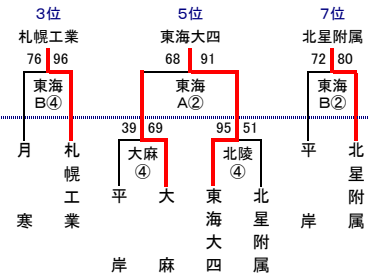 3位 5位 7位
札幌工業 東海大四 北星附属
76 96 68 91 72 80
東海 東海 東海
B④ A② B②
39 69 95 51
大麻 北陵
④ ④
月寒
札幌工業
平岸
大麻
東海大四
北星附属
平岸
北星附属